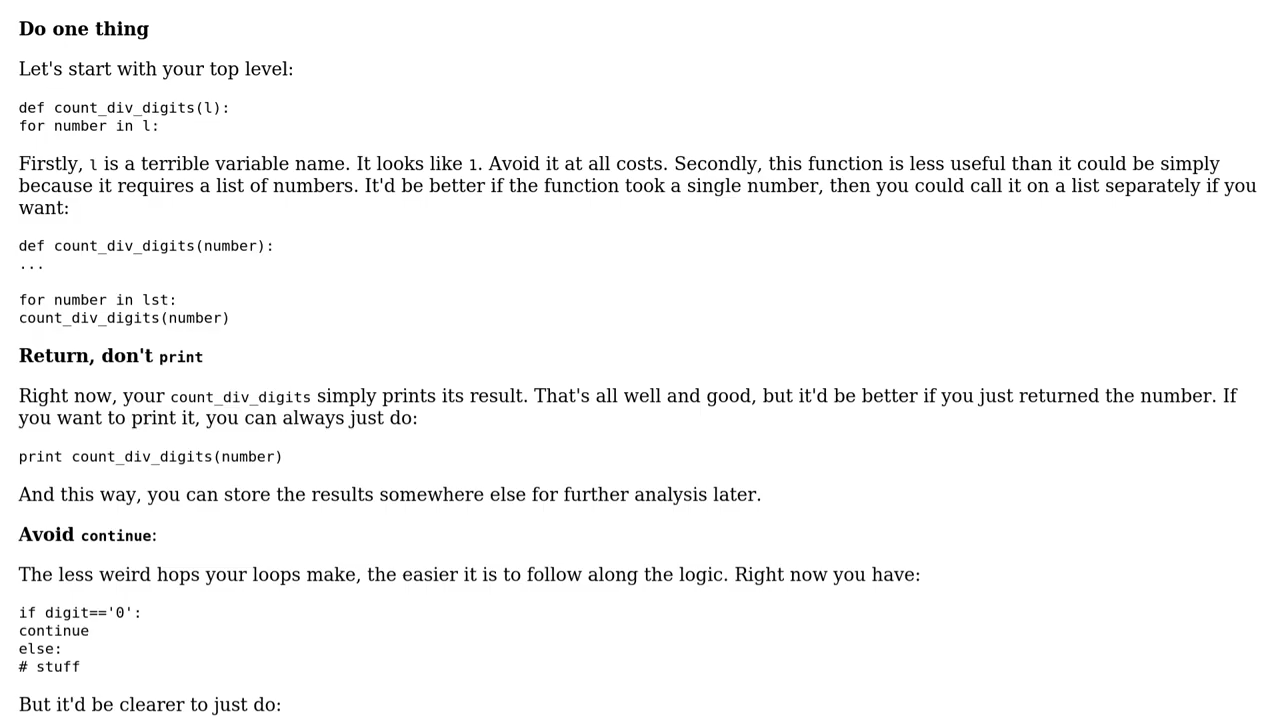 Do one thing
Let's start with your top level:
def count_div_digits(l):
for number in l:
Firstly, l is a terrible variable name. It looks like 1. Avoid it at all costs. Secondly, this function is less useful than it could be simply
because it requires a list of numbers. It'd be better if the function took a single number, then you could call it on a list separately if you
want:
def count_div_digits(number):
...
for number in lst:
count_div_digits(number)
Return, don't print
Right now, your count_div_digits simply prints its result. That's all well and good, but it'd be better if you just returned the number. If
you want to print it, you can always just do:
print count_div_digits(number)
And this way, you can store the results somewhere else for further analysis later.
Avoid continue:
The less weird hops your loops make, the easier it is to follow along the logic. Right now you have:
if digit=='0':
continue
else:
# stuff
But it'd be clearer to just do: